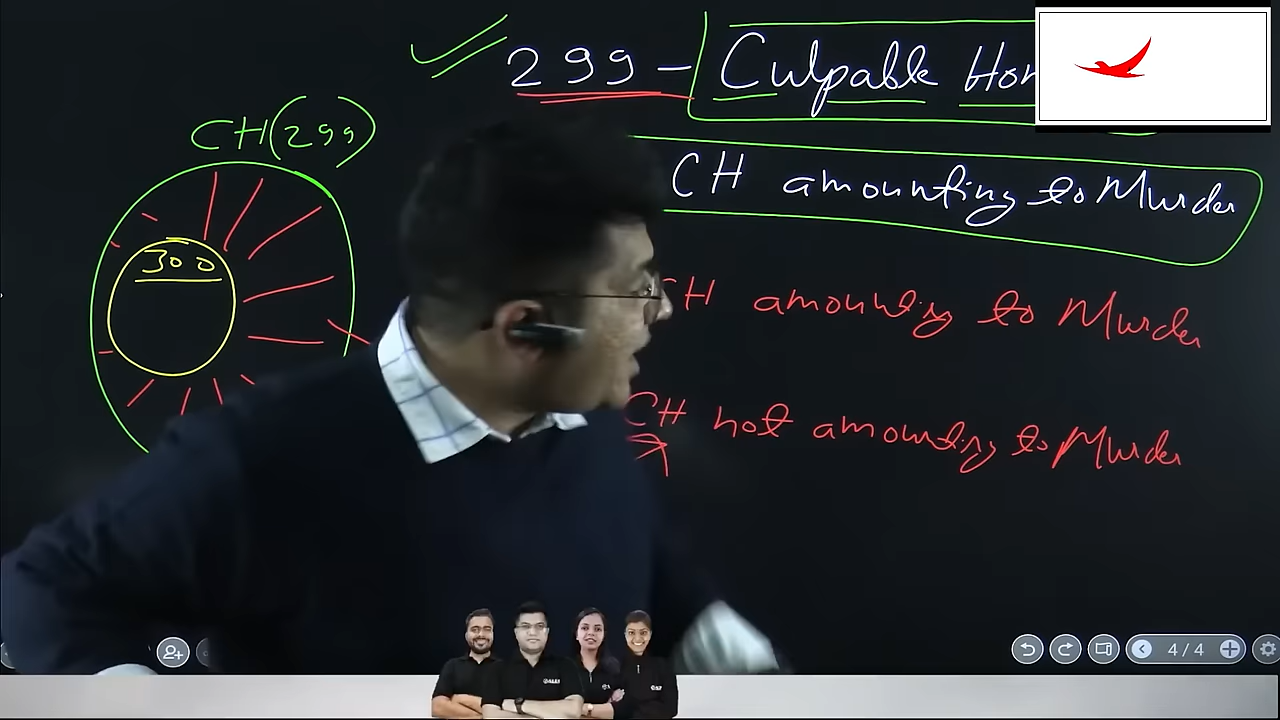 299 - Culpable Hom
CH (299)
CH amounting to Murder
300
CH amounting to Murder
CH not amounting to Murder
4 / 4